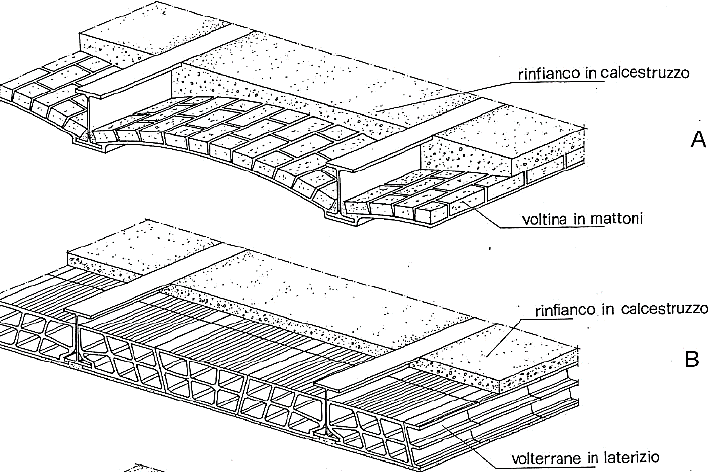 rinfianco in calcestruzzo
A
voltina in mattoni
rinfianco in calcestruzzo
B
volterrane in laterizio